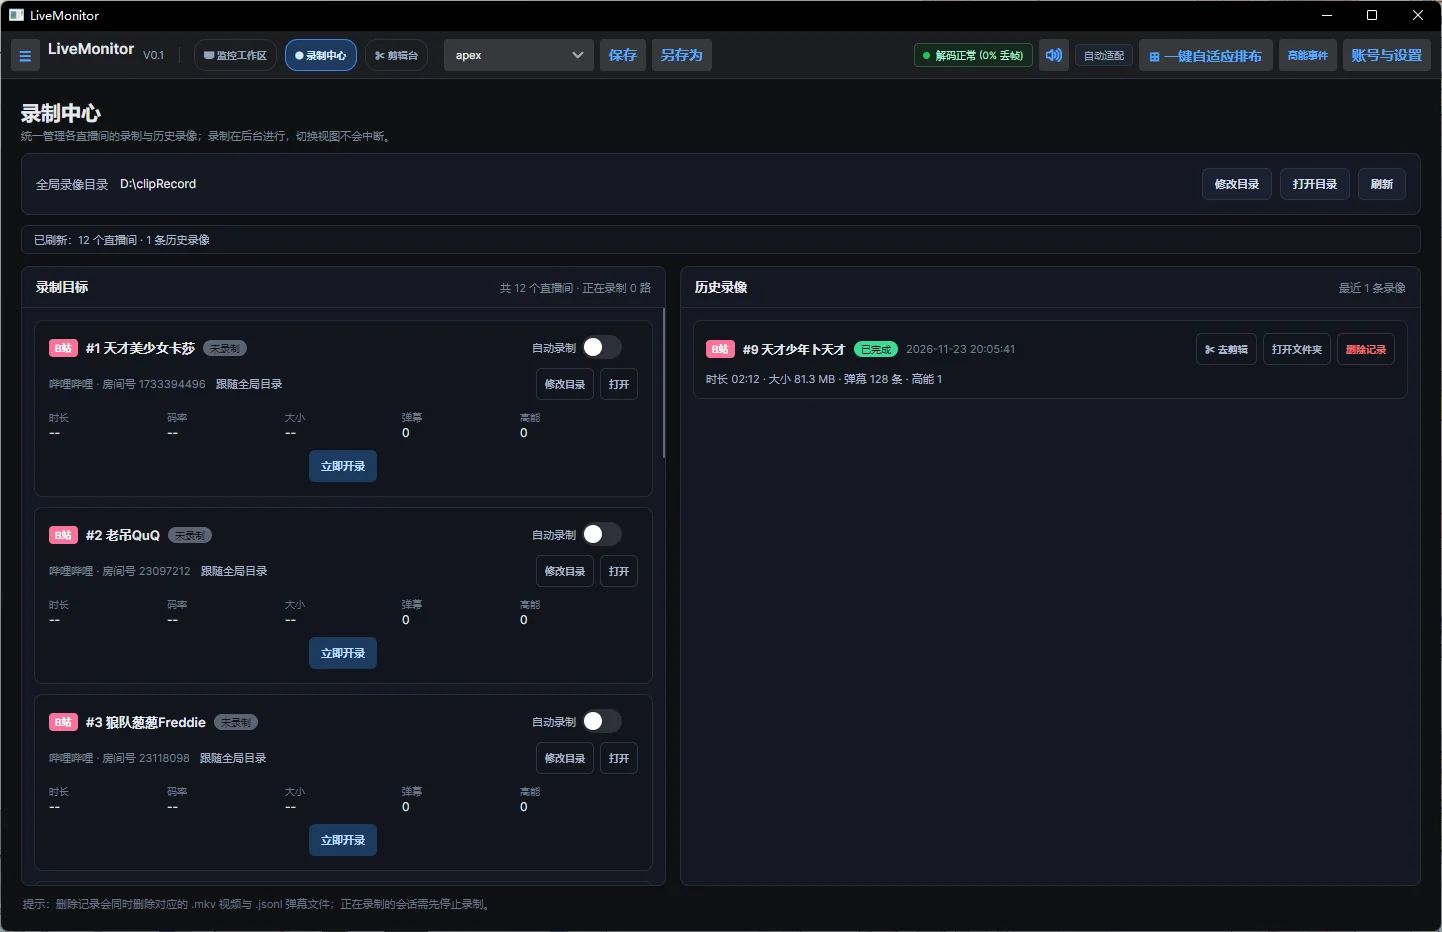 LiveMonitor
LiveMonitor V0.1 监控工作区 录制中心 剪辑台 apex 保存 另存为 解码正常 (0% 丢帧) 自动适配 一键自适应排布 高能事件 账号与设置
录制中心
统一管理各直播间的录制与历史录像；录制在后台进行，切换视图不会中断。
全局录像目录 D:\clipRecord 修改目录 打开目录 刷新
已刷新：12 个直播间 · 1 条历史录像
录制目标 共 12 个直播间 · 正在录制 0 路
B站 #1 天才美少女卡莎 未录制 自动录制
哔哩哔哩 · 房间号 1733394496 跟随全局目录 修改目录 打开
时长 码率 大小 弹幕 高能
-- -- -- 0 0
立即开录
B站 #2 老吊QuQ 未录制 自动录制
哔哩哔哩 · 房间号 23097212 跟随全局目录 修改目录 打开
时长 码率 大小 弹幕 高能
-- -- -- 0 0
立即开录
B站 #3 狼队葱葱Freddie 未录制 自动录制
哔哩哔哩 · 房间号 23118098 跟随全局目录 修改目录 打开
时长 码率 大小 弹幕 高能
-- -- -- 0 0
立即开录
历史录像 最近 1 条录像
B站 #9 天才少年卜天才 已完成 2026-11-23 20:05:41 去剪辑 打开文件夹 删除记录
时长 02:12 · 大小 81.3 MB · 弹幕 128 条 · 高能 1
提示：删除记录会同时删除对应的 .mkv 视频与 .jsonl 弹幕文件；正在录制的会话需先停止录制。